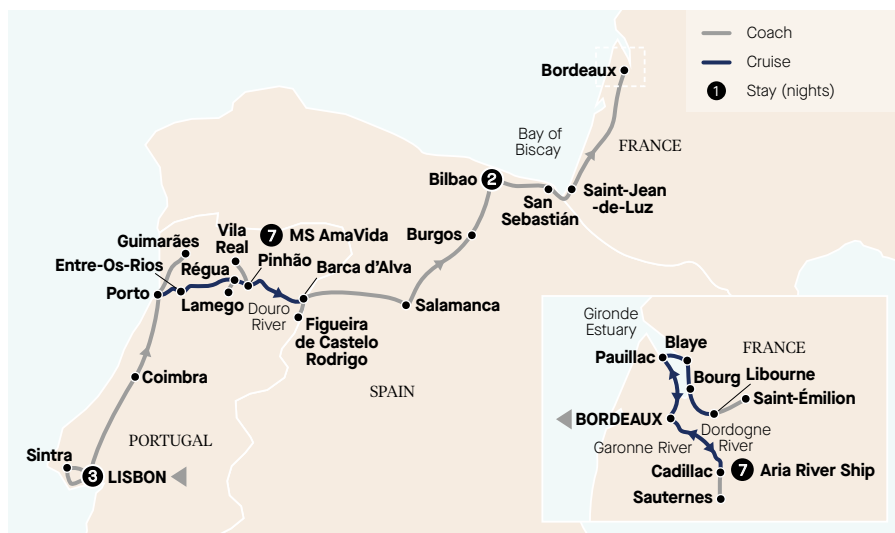 Coach
Cruise
1 Stay (nights)
Bordeaux
Bay of
Biscay
FRANCE
Bilbao 2
San
Sebastián
Saint-Jean
-de-Luz
Burgos
Guimarães
Vila
Real
7 MS AmaVida
Entre-Os-Rios
Régua
Pinhão
Barca d’Alva
Porto
Lamego
Douro
River
Salamanca
Figueira
de Castelo
Rodrigo
Coimbra
SPAIN
PORTUGAL
Sintra
3 LISBON
Gironde
Estuary
Pauillac
Blaye
FRANCE
Bourg
Libourne
Saint-Émilion
BORDEAUX
Garonne River
Dordogne
River
Cadillac
7 Aria River Ship
Sauternes